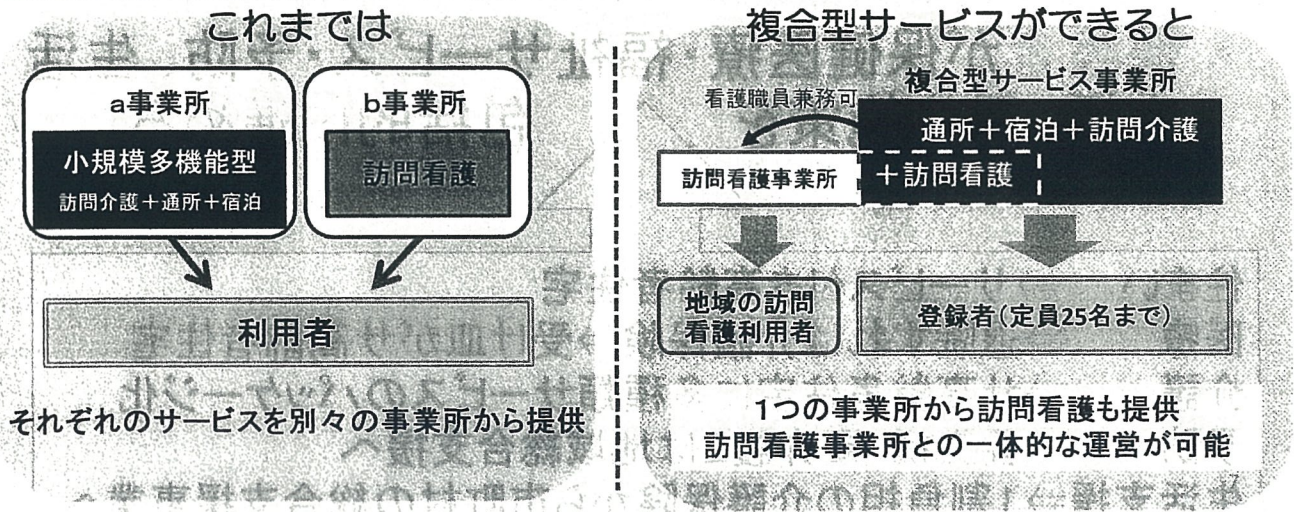 これまでは
a事業所
小規模多機能型
訪問介護＋通所＋宿泊
b事業所
訪問看護
利用者
それぞれのサービスを別々の事業所から提供
複合型サービスができると
複合型サービス事業所
看護職員兼務可
通所＋宿泊＋訪問介護
＋訪問看護
訪問看護事業所
地域の訪問
看護利用者
登録者（定員25名まで）
1つの事業所から訪問看護も提供
訪問看護事業所との一体的な運営が可能
7